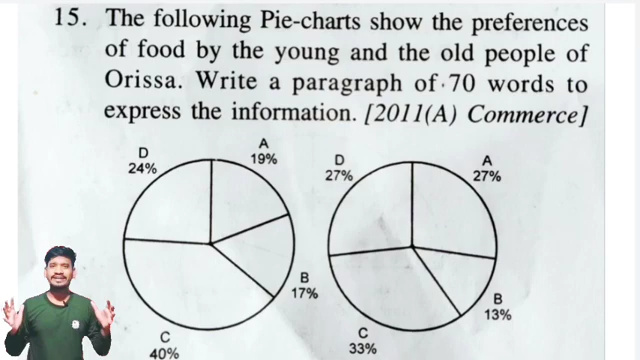 15. The following Pie-charts show the preferences
of food by the young and the old people of
Orissa. Write a paragraph of 70 words to
express the information. [2011(A) Commerce]
D
24%
A
19%
B
17%
C
40%
D
27%
A
27%
B
13%
C
33%